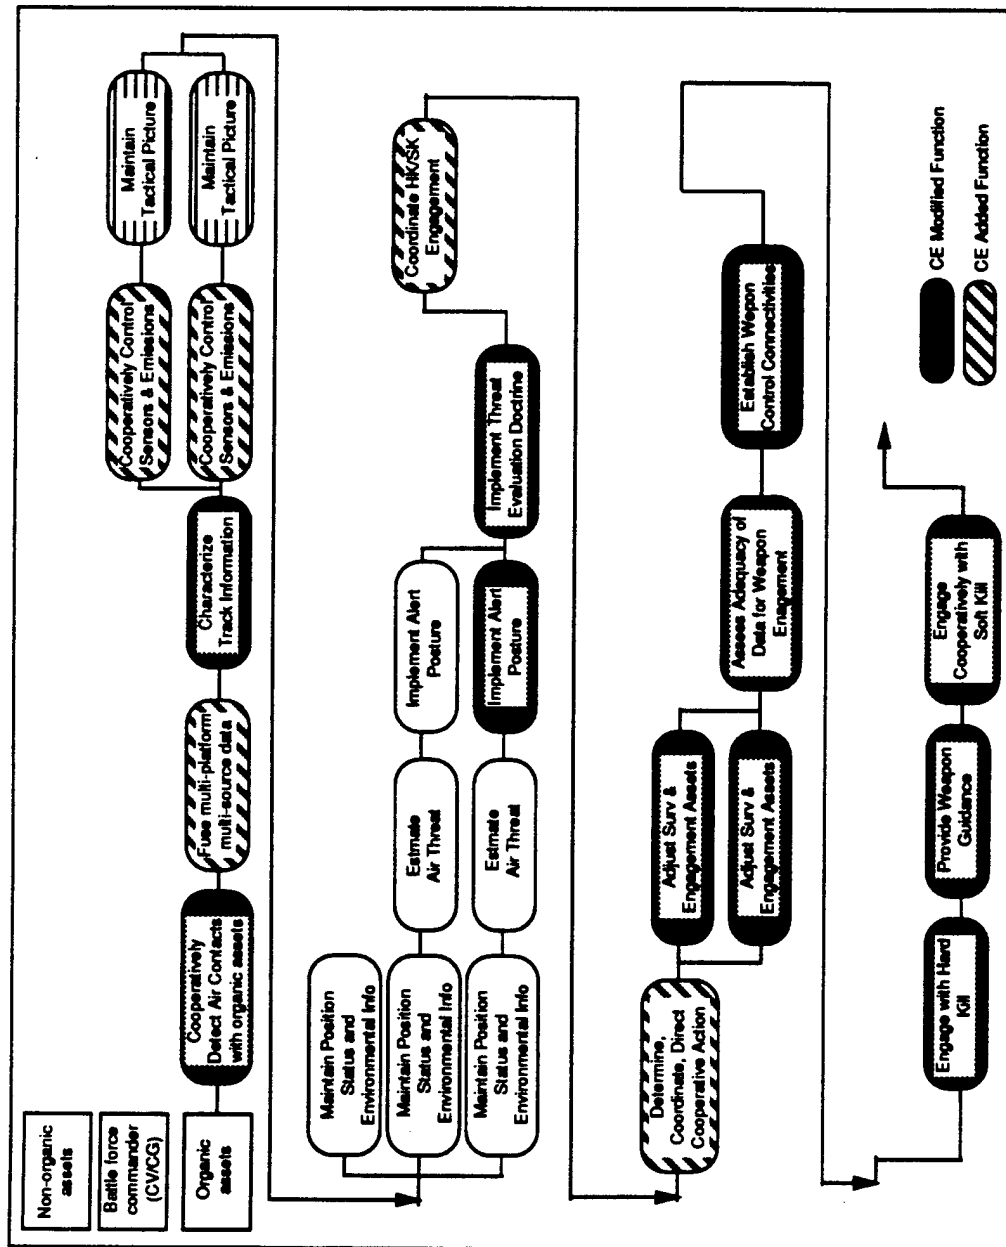 Non-organic
assets
Battle force
commander
(CV/CG)
Organic
assets
Cooperatively
Detect Air Contacts
with organic assets
Fuse multi-platform
multi-source data
Characterize
Track Information
Cooperatively Control
Sensors & Emissions
Cooperatively Control
Sensors & Emissions
Maintain
Tactical Picture
Maintain
Tactical Picture
Maintain Position
Status and
Environmental Info
Maintain Position
Status and
Environmental Info
Maintain Position
Status and
Environmental Info
Estmate
Air Threat
Estmate
Air Threat
Implement Alert
Posture
Implement Alert
Posture
Implement Threat
Evaluation Doctrine
Coordinate HK/SK
Engagement
Determine,
Coordinate, Direct
Cooperative Action
Adjust Surv &
Engagement Assets
Adjust Surv &
Engagement Assets
Assees Adequacy of
Data for Weapon
Enagement
Establish Wepon
Control Connectivities
Engage with Hard
Kill
Provide Weapon
Guidance
Engage
Cooperatively with
Soft Kill
CE Modified Function
CE Added Function